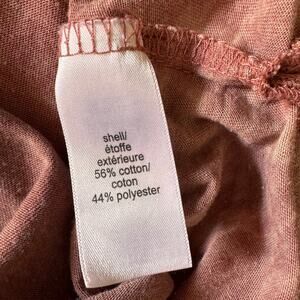 shell/
étoffe
extérieure
56% cotton/
coton
44% polyester